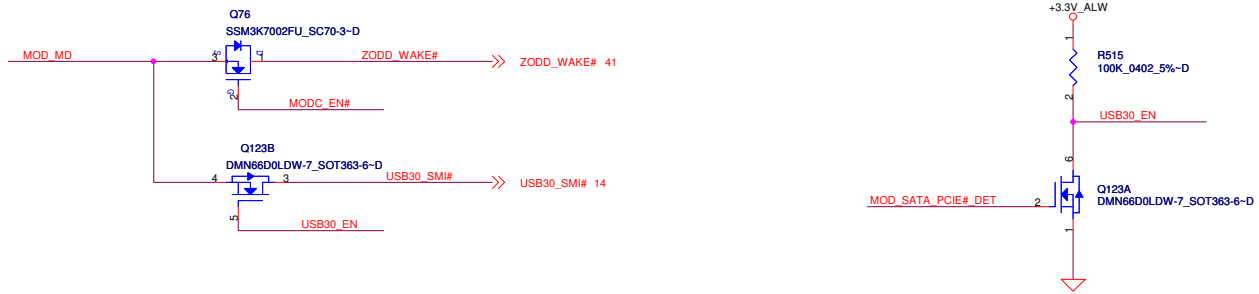 Q76
SSM3K7002FU_SC70-3~D
MOD_MD
3
S
D
1
ZODD_WAKE#
ZODD_WAKE# 41
G
2
MODC_EN#
Q123B
DMN66D0LDW-7_SOT363-6~D
4
3
USB30_SMI#
USB30_SMI# 14
5
USB30_EN
+3.3V_ALW
1
R515
100K_0402_5%~D
2
USB30_EN
6
Q123A
DMN66D0LDW-7_SOT363-6~D
MOD_SATA_PCIE#_DET
2
1